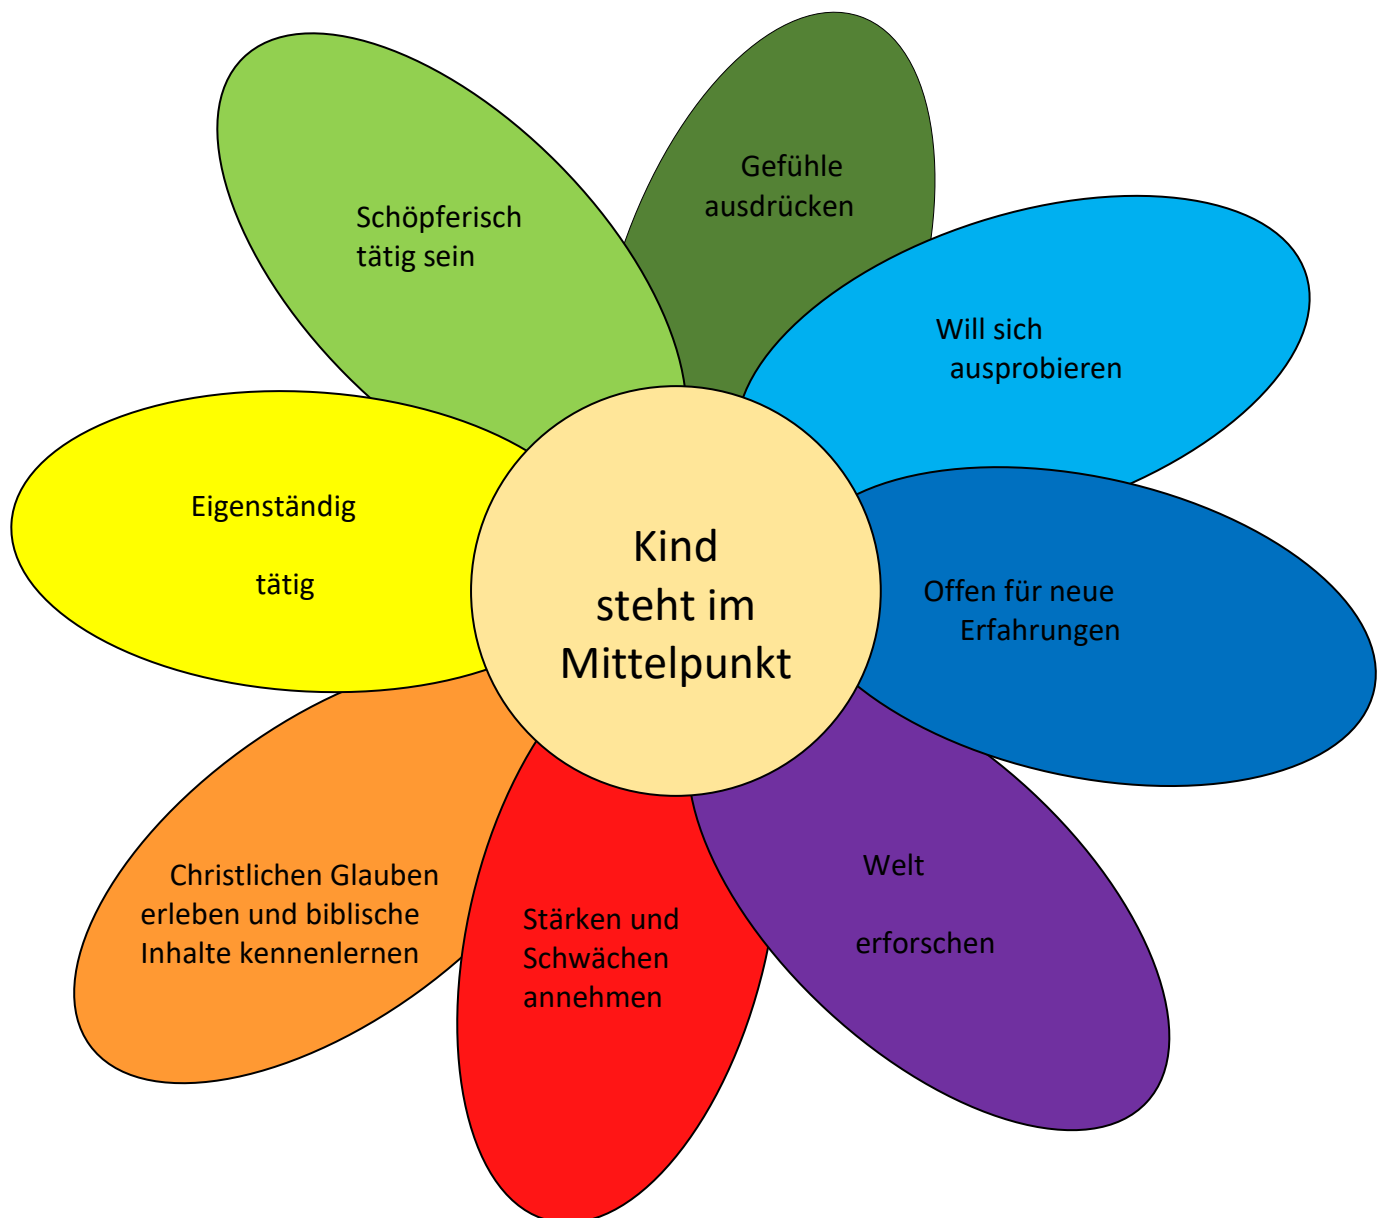 Gefühle
ausdrücken
Schöpferisch
tätig sein
Will sich
ausprobieren
Eigenständig
tätig
Kind
steht im
Mittelpunkt
Offen für neue
Erfahrungen
Christlichen Glauben
erleben und biblische
Inhalte kennenlernen
Stärken und
Schwächen
annehmen
Welt
erforschen